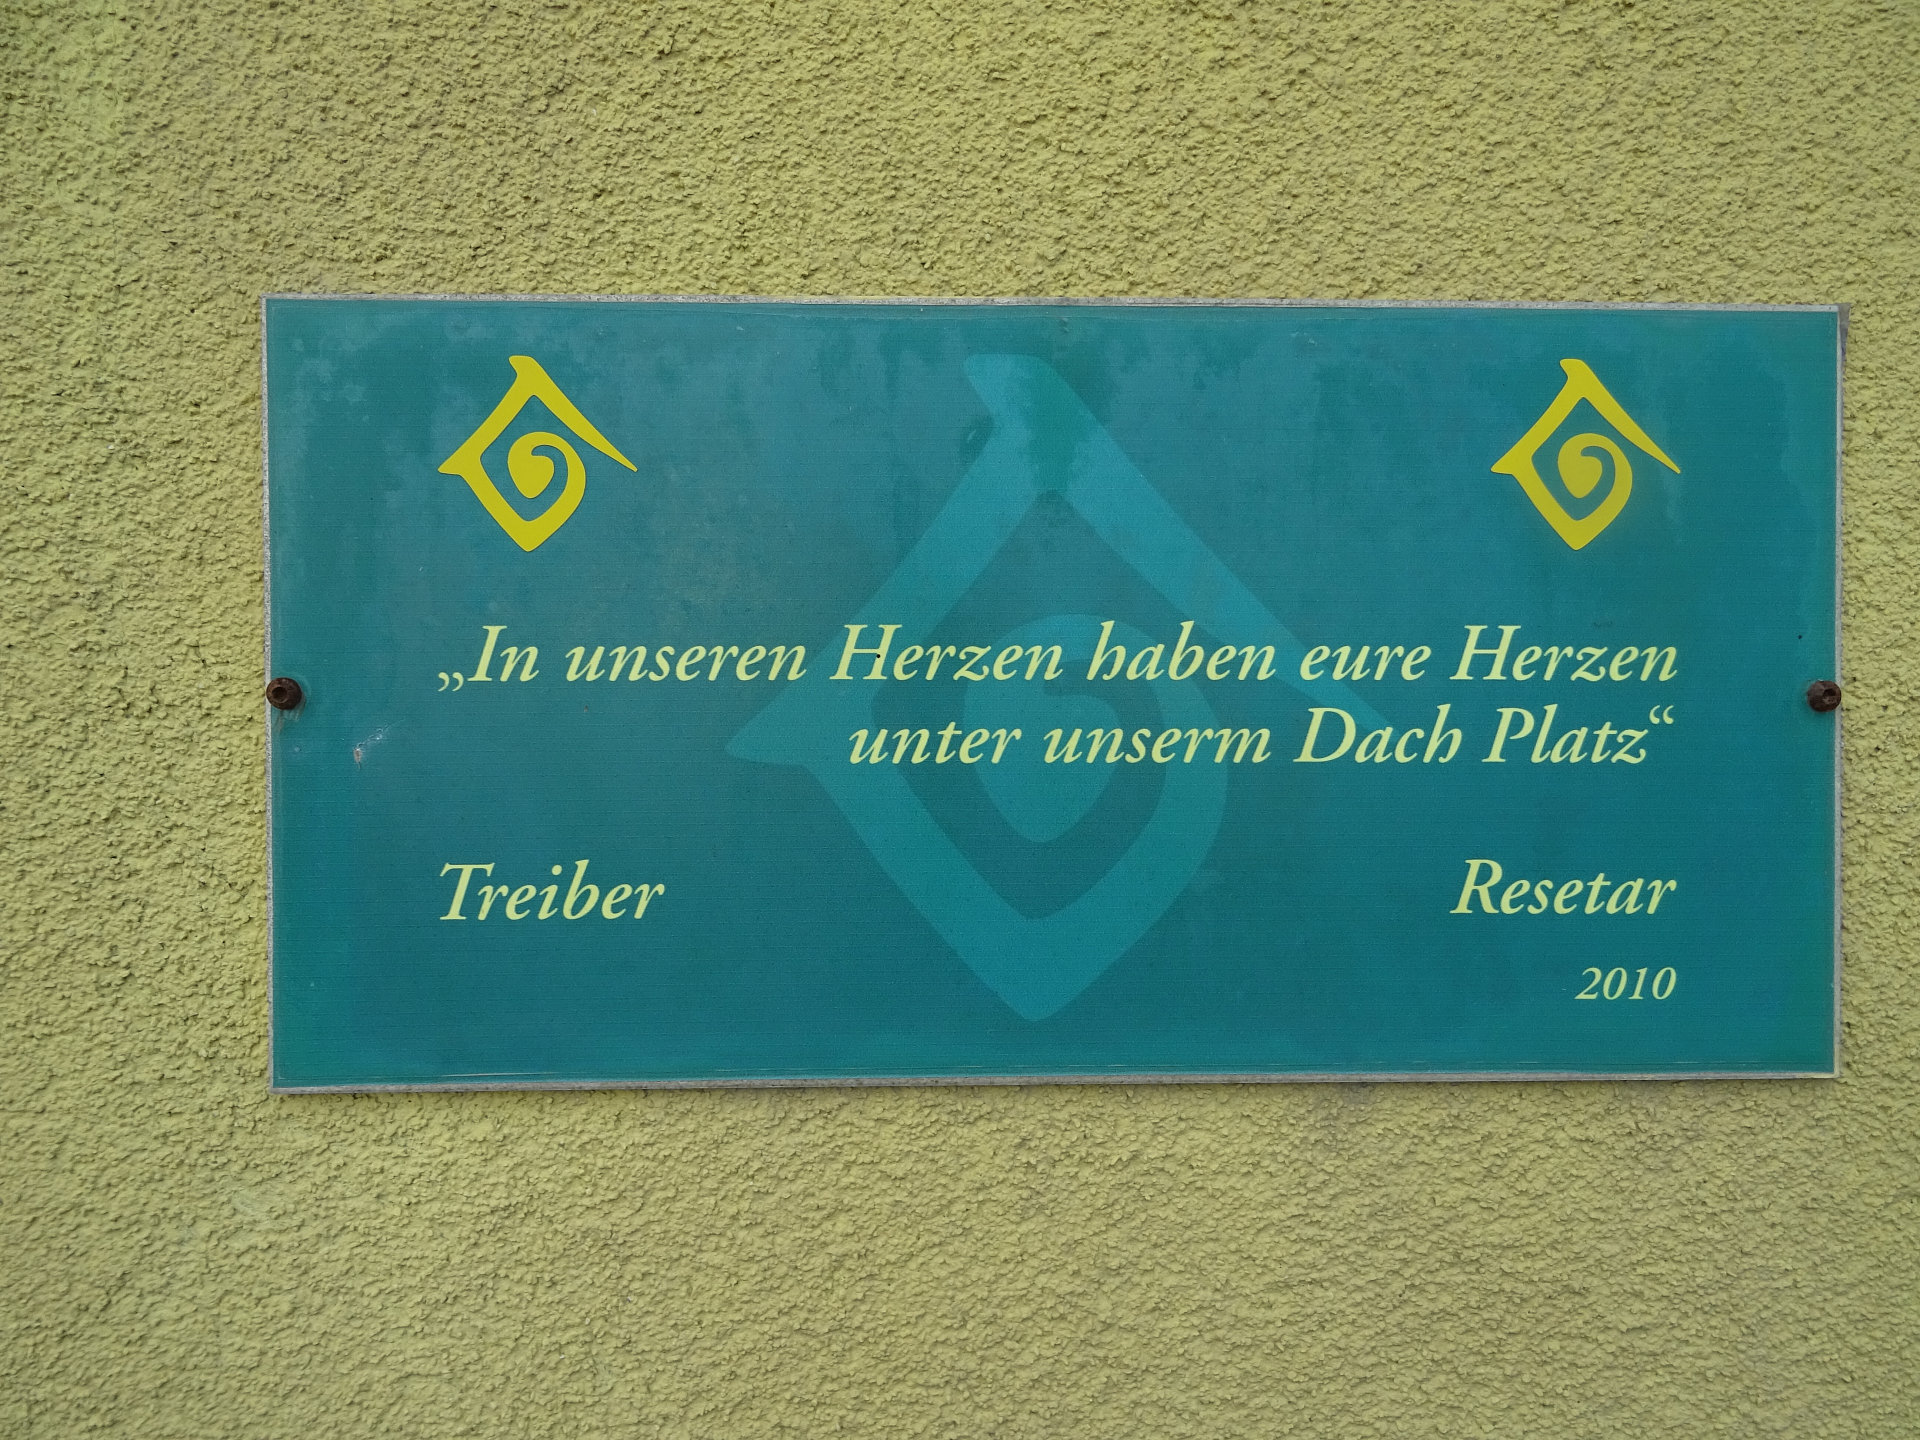 „In unseren Herzen haben eure Herzen
unter unserm Dach Platz“
Treiber Resetar
2010